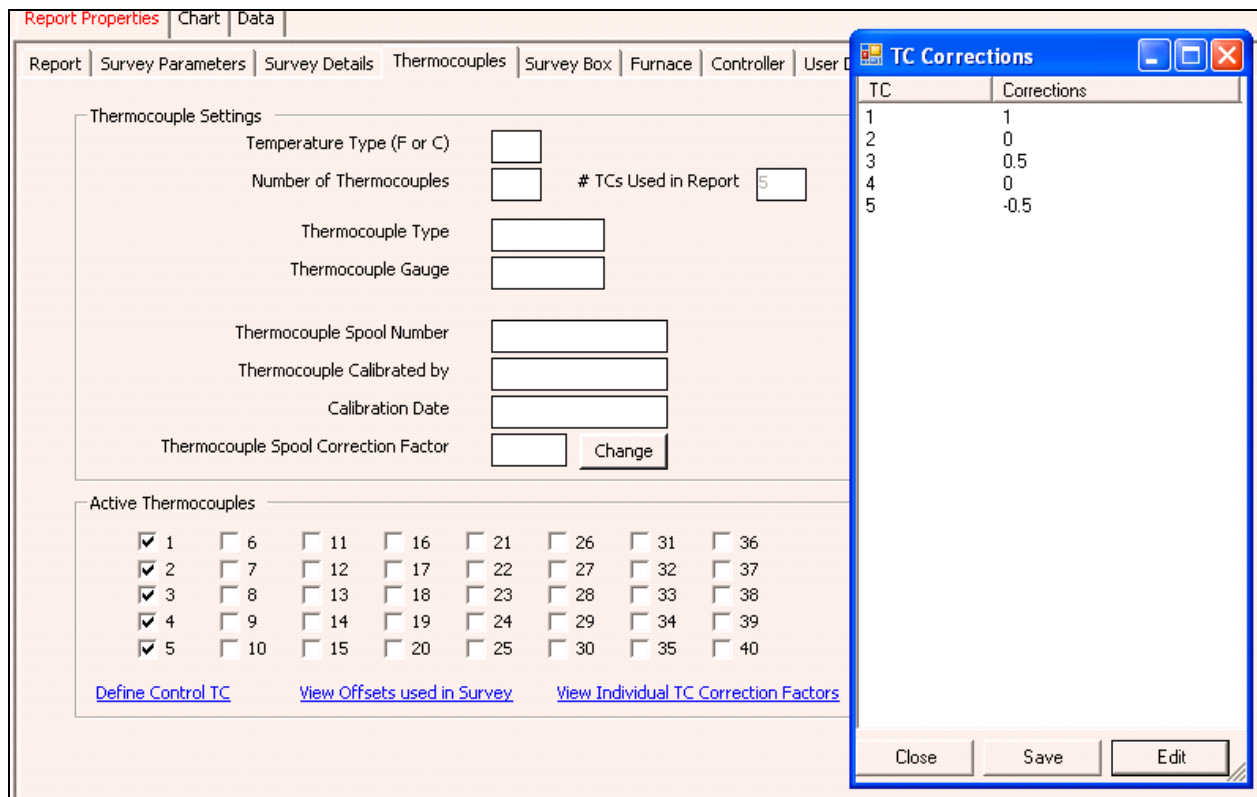 Report Properties Chart Data
Report Survey Parameters Survey Details Thermocouples Survey Box Furnace Controller User D
Thermocouple Settings
Temperature Type (F or C)
Number of Thermocouples # TCs Used in Report 5
Thermocouple Type
Thermocouple Gauge
Thermocouple Spool Number
Thermocouple Calibrated by
Calibration Date
Thermocouple Spool Correction Factor Change
Active Thermocouples
1 6 11 16 21 26 31 36
2 7 12 17 22 27 32 37
3 8 13 18 23 28 33 38
4 9 14 19 24 29 34 39
5 10 15 20 25 30 35 40
Define Control TC View Offsets used in Survey View Individual TC Correction Factors
TC Corrections
TC Corrections
1 1
2 0
3 0.5
4 0
5 -0.5
Close Save Edit